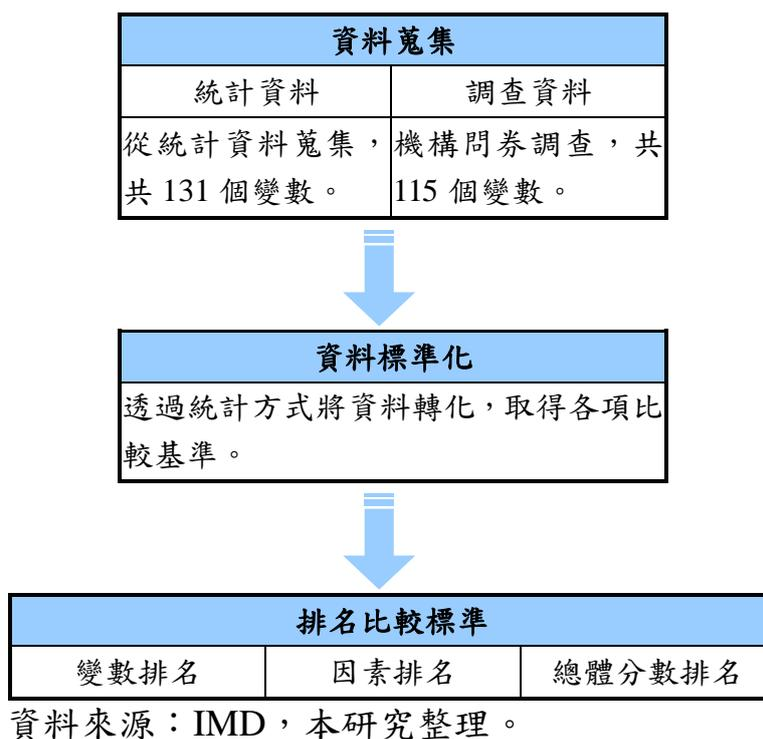 資料蒐集
統計資料
調查資料
從統計資料蒐集，
共 131 個變數。
機構問券調查，共
115 個變數。
資料標準化
透過統計方式將資料轉化，取得各項比
較基準。
排名比較標準
變數排名
因素排名
總體分數排名
資料來源：IMD，本研究整理。